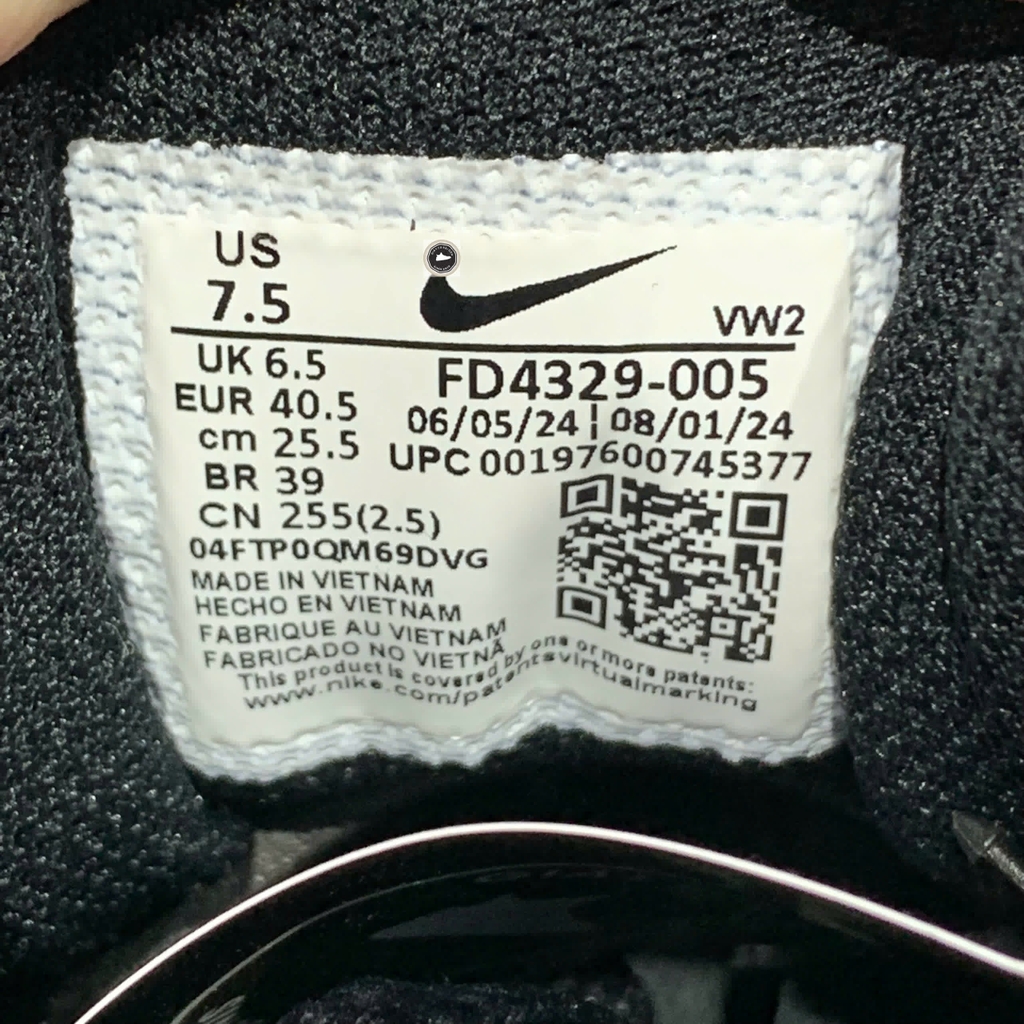 US
7.5
VW2
UK 6.5
EUR 40.5
cm 25.5
BR 39
CN 255(2.5)
FD4329-005
06/05/24 ¦ 08/01/24
UPC 00197600745377
04FTP0QM69DVG
MADE IN VIETNAM
HECHO EN VIETNAM
FABRIQUE AU VIETNAM
FABRICADO NO VIETNÃ
This product is covered by one or more patents:
www.nike.com/patentsvirtualmarking